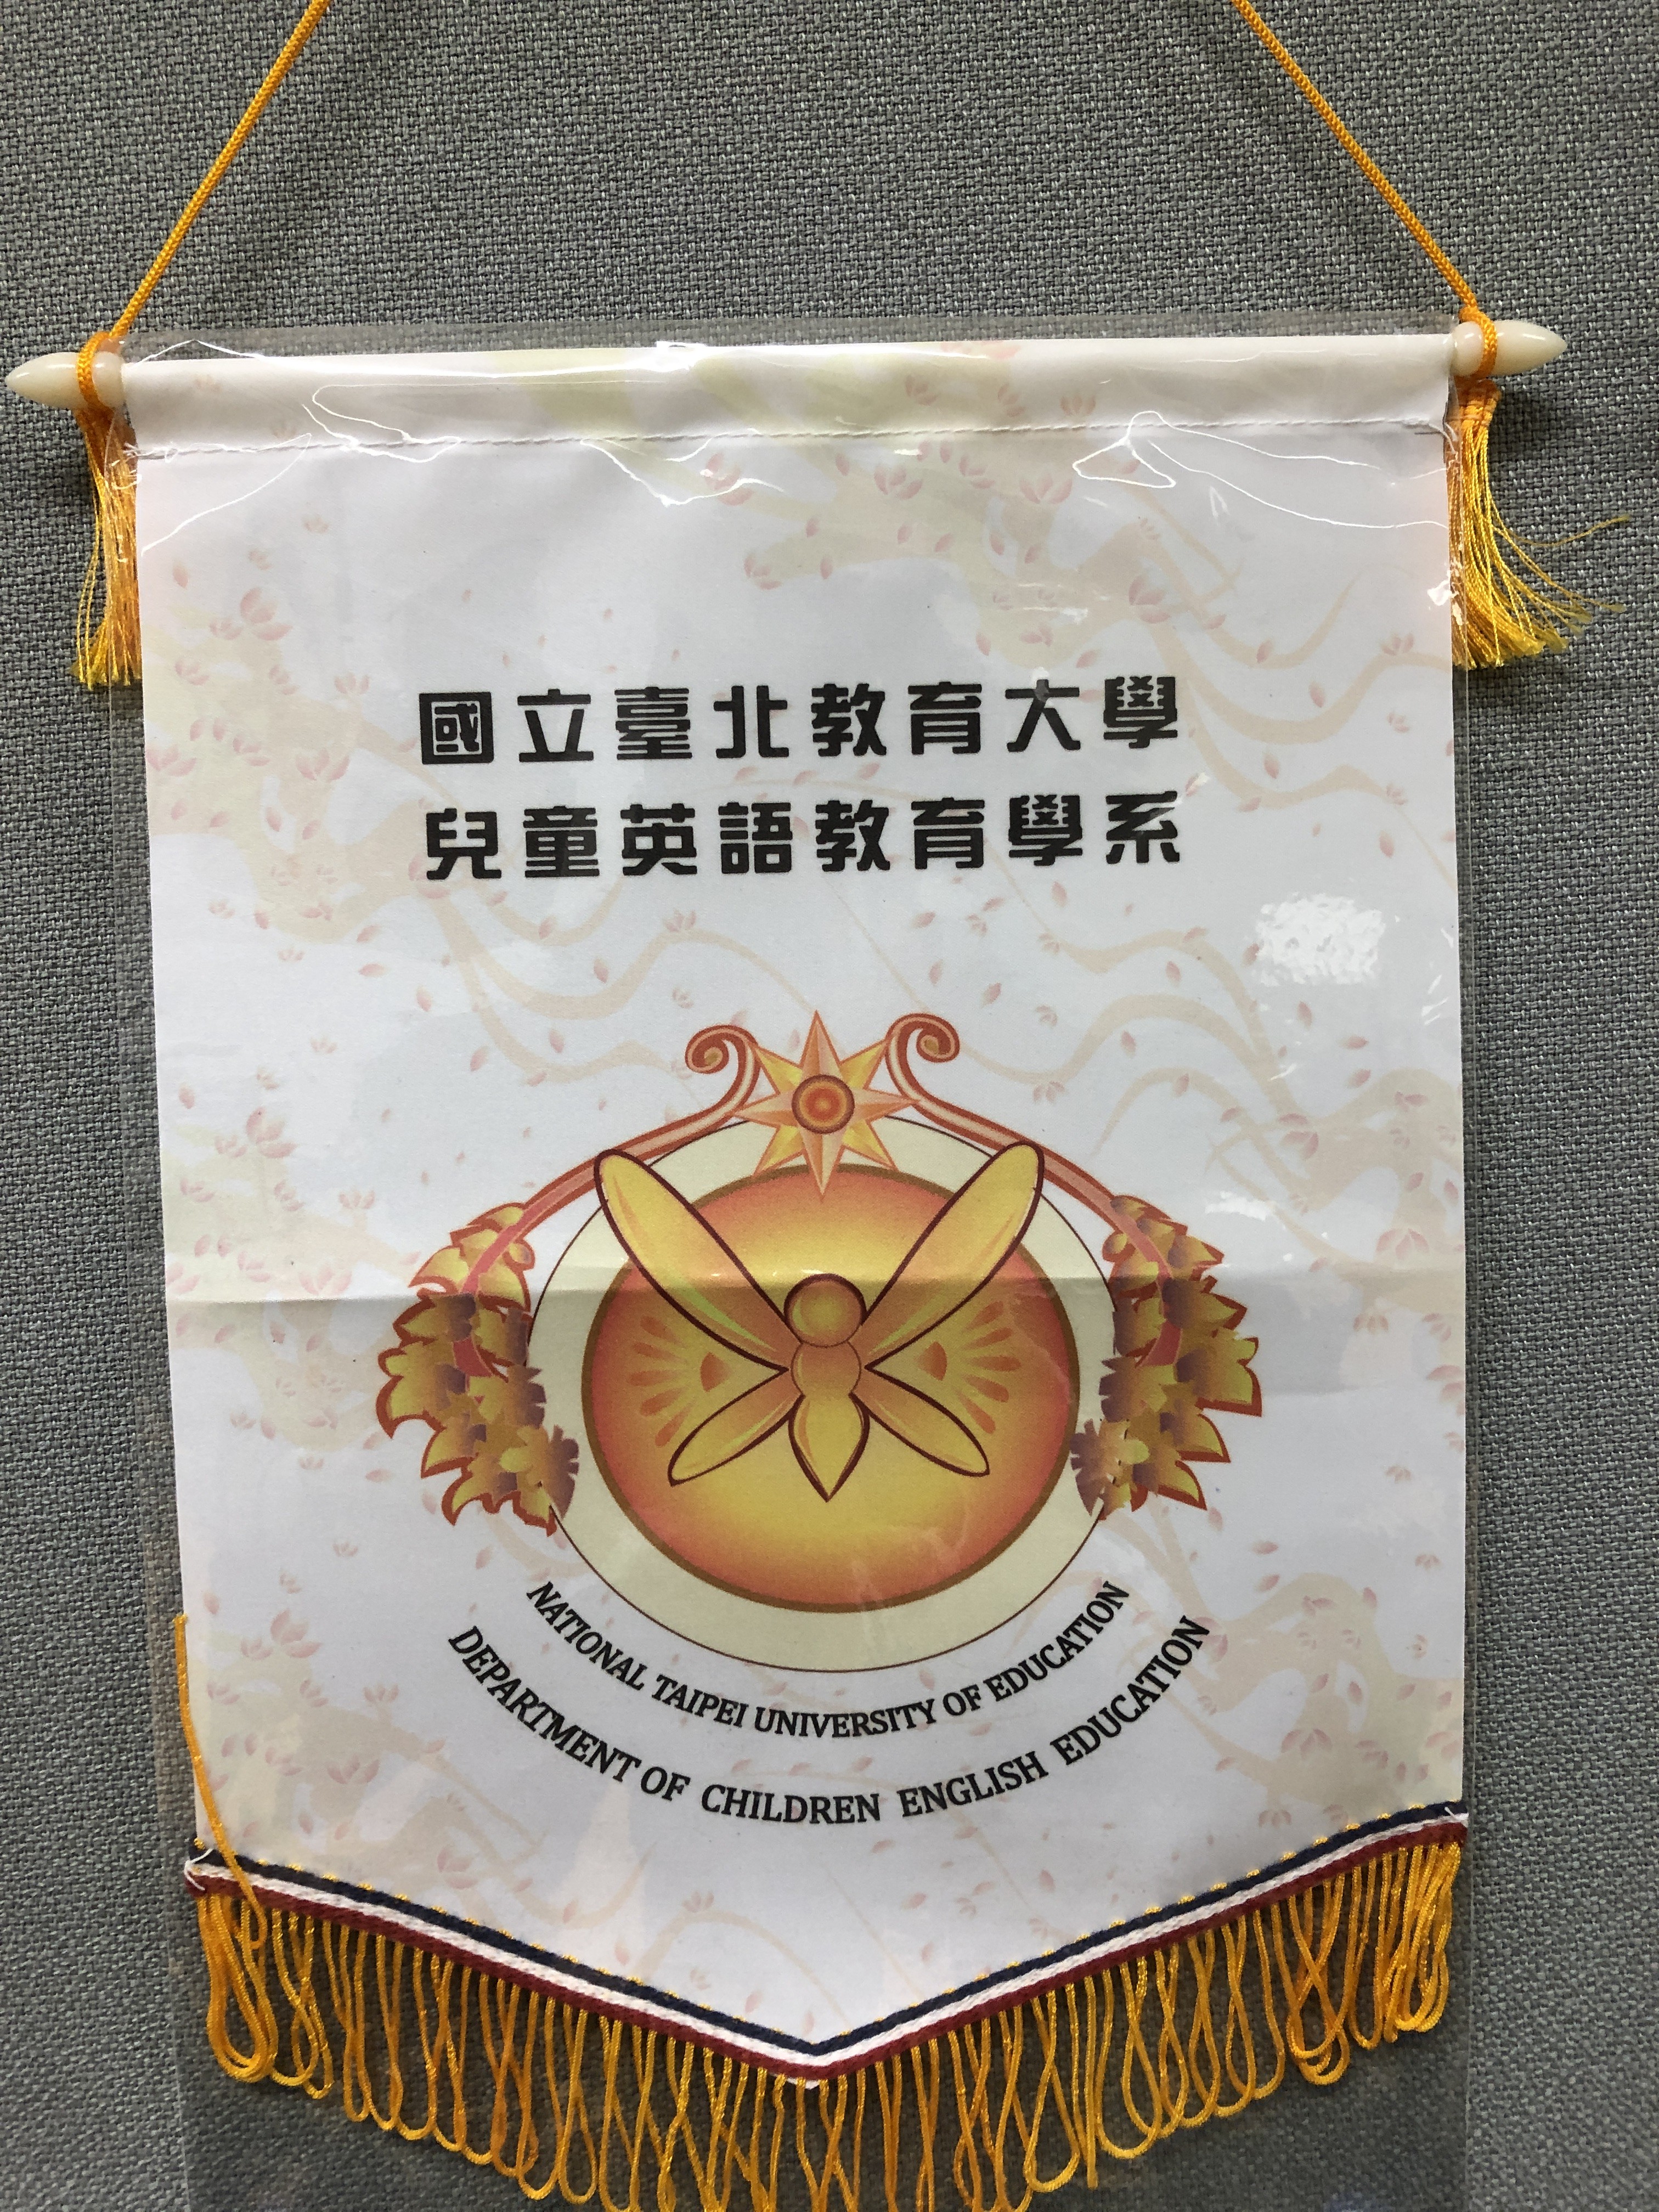 國立臺北教育大學
兒童英語教育學系
NATIONAL TAIPEI UNIVERSITY OF EDUCATION
DEPARTMENT OF CHILDREN ENGLISH EDUCATION